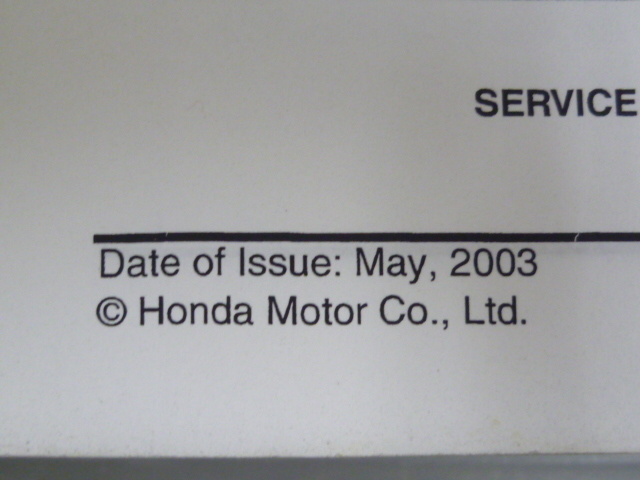 SERVICE
Date of Issue: May, 2003
© Honda Motor Co., Ltd.